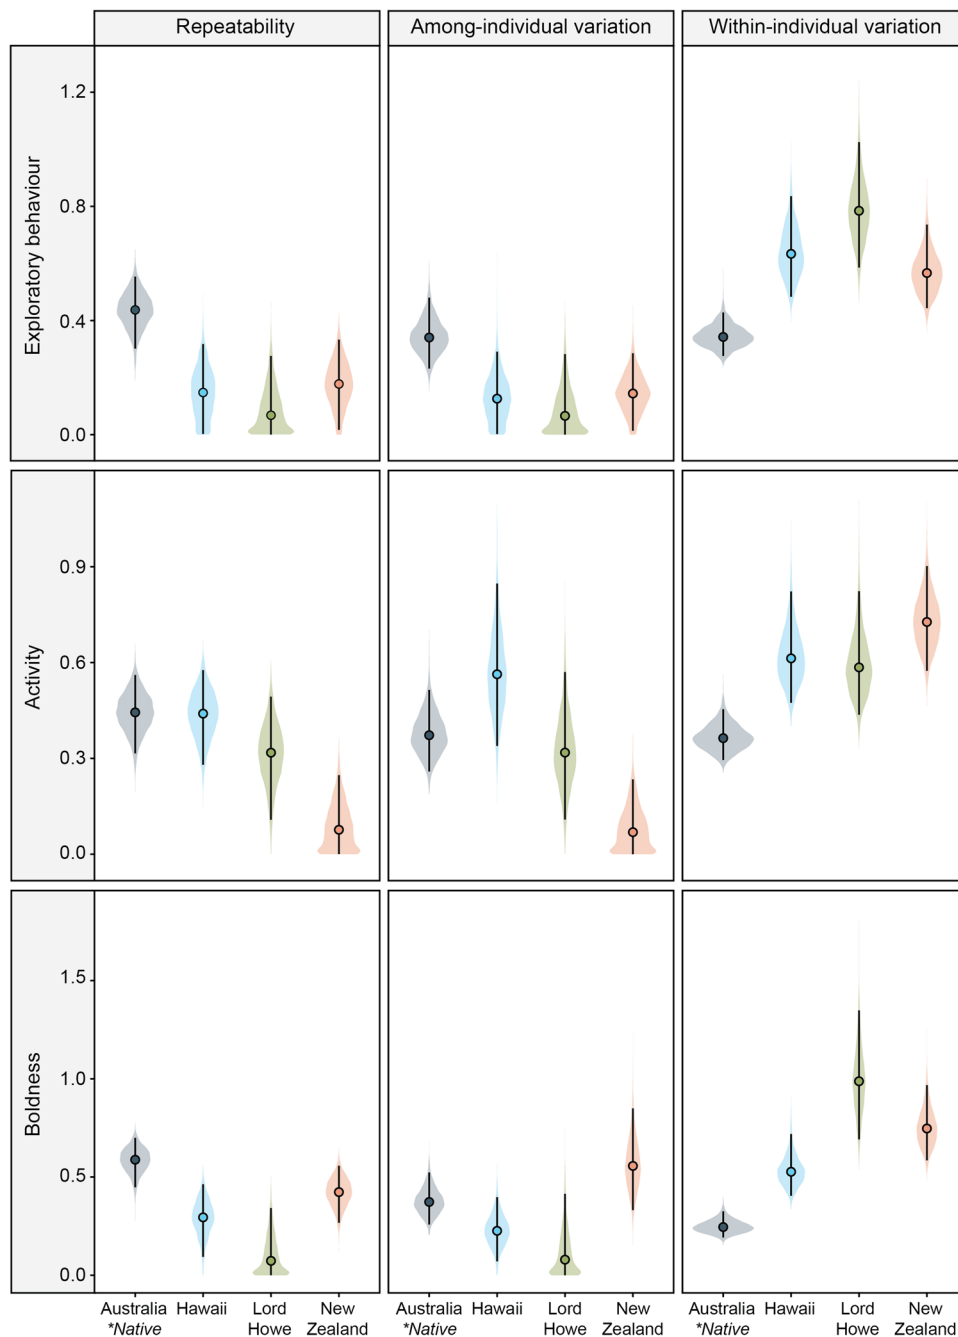 Repeatability Among-individual variation Within-individual variation
Exploratory behaviour
1.2
0.8
0.4
0.0
Activity
0.9
0.6
0.3
0.0
Boldness
1.5
1.0
0.5
0.0
Australia Hawaii Lord New Australia Hawaii Lord New Australia Hawaii Lord New
*Native Howe Zealand *Native Howe Zealand *Native Howe Zealand